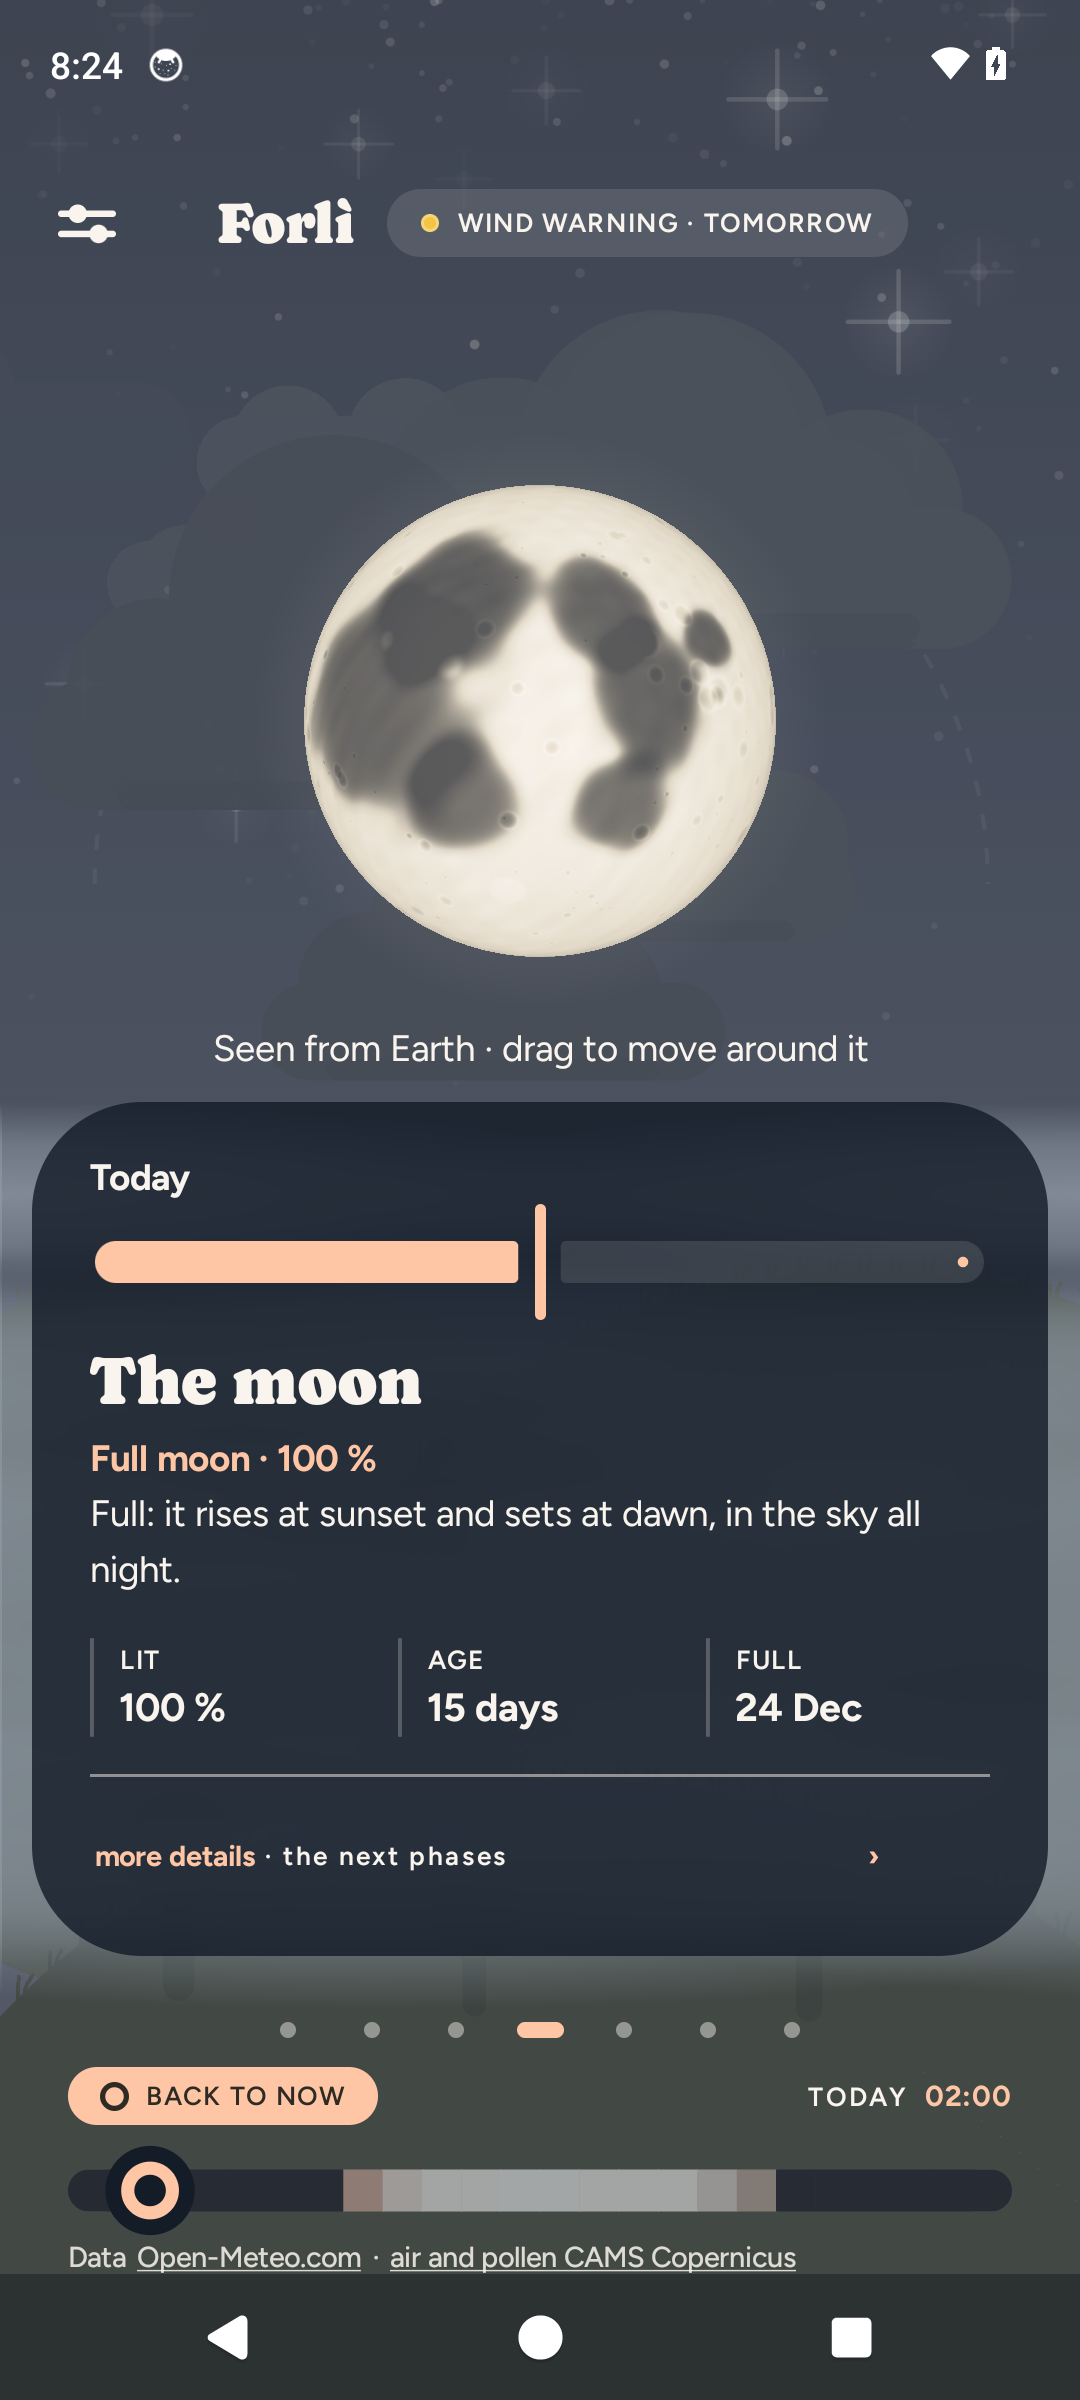 8:24
Forlì
WIND WARNING · TOMORROW
Seen from Earth · drag to move around it
Today
The moon
Full moon · 100 %
Full: it rises at sunset and sets at dawn, in the sky all
night.
LIT
100 %
AGE
15 days
FULL
24 Dec
more details · the next phases ›
BACK TO NOW
TODAY 02:00
Data Open-Meteo.com · air and pollen CAMS Copernicus